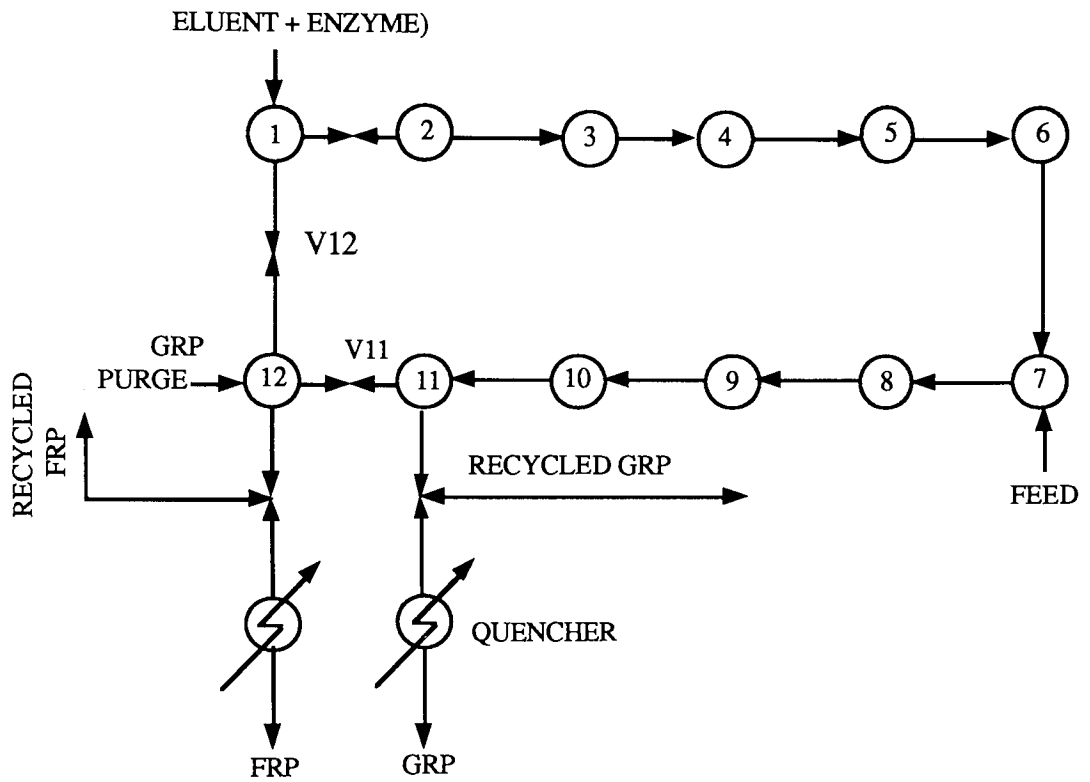 ELUENT + ENZYME)
1
2
3
4
5
6
V12
GRP
PURGE
12
V11
11
10
9
8
7
RECYCLED
FRP
RECYCLED GRP
FEED
QUENCHER
FRP
GRP